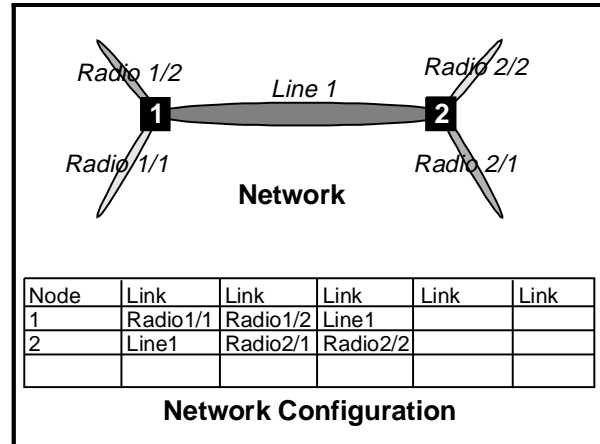 Radio 1/2
Radio 2/2
Line 1
1
2
Radio 1/1
Radio 2/1
Network
Node Link Link Link Link Link
1 Radio1/1 Radio1/2 Line1
2 Line1 Radio2/1 Radio2/2
Network Configuration